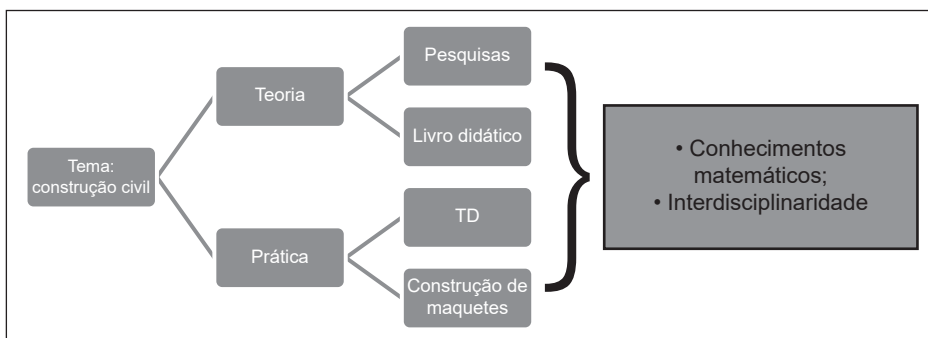 Tema:
construção civil
Teoria
Prática
Pesquisas
Livro didático
TD
Construção de
maquetes
• Conhecimentos
matemáticos;
• Interdisciplinaridade